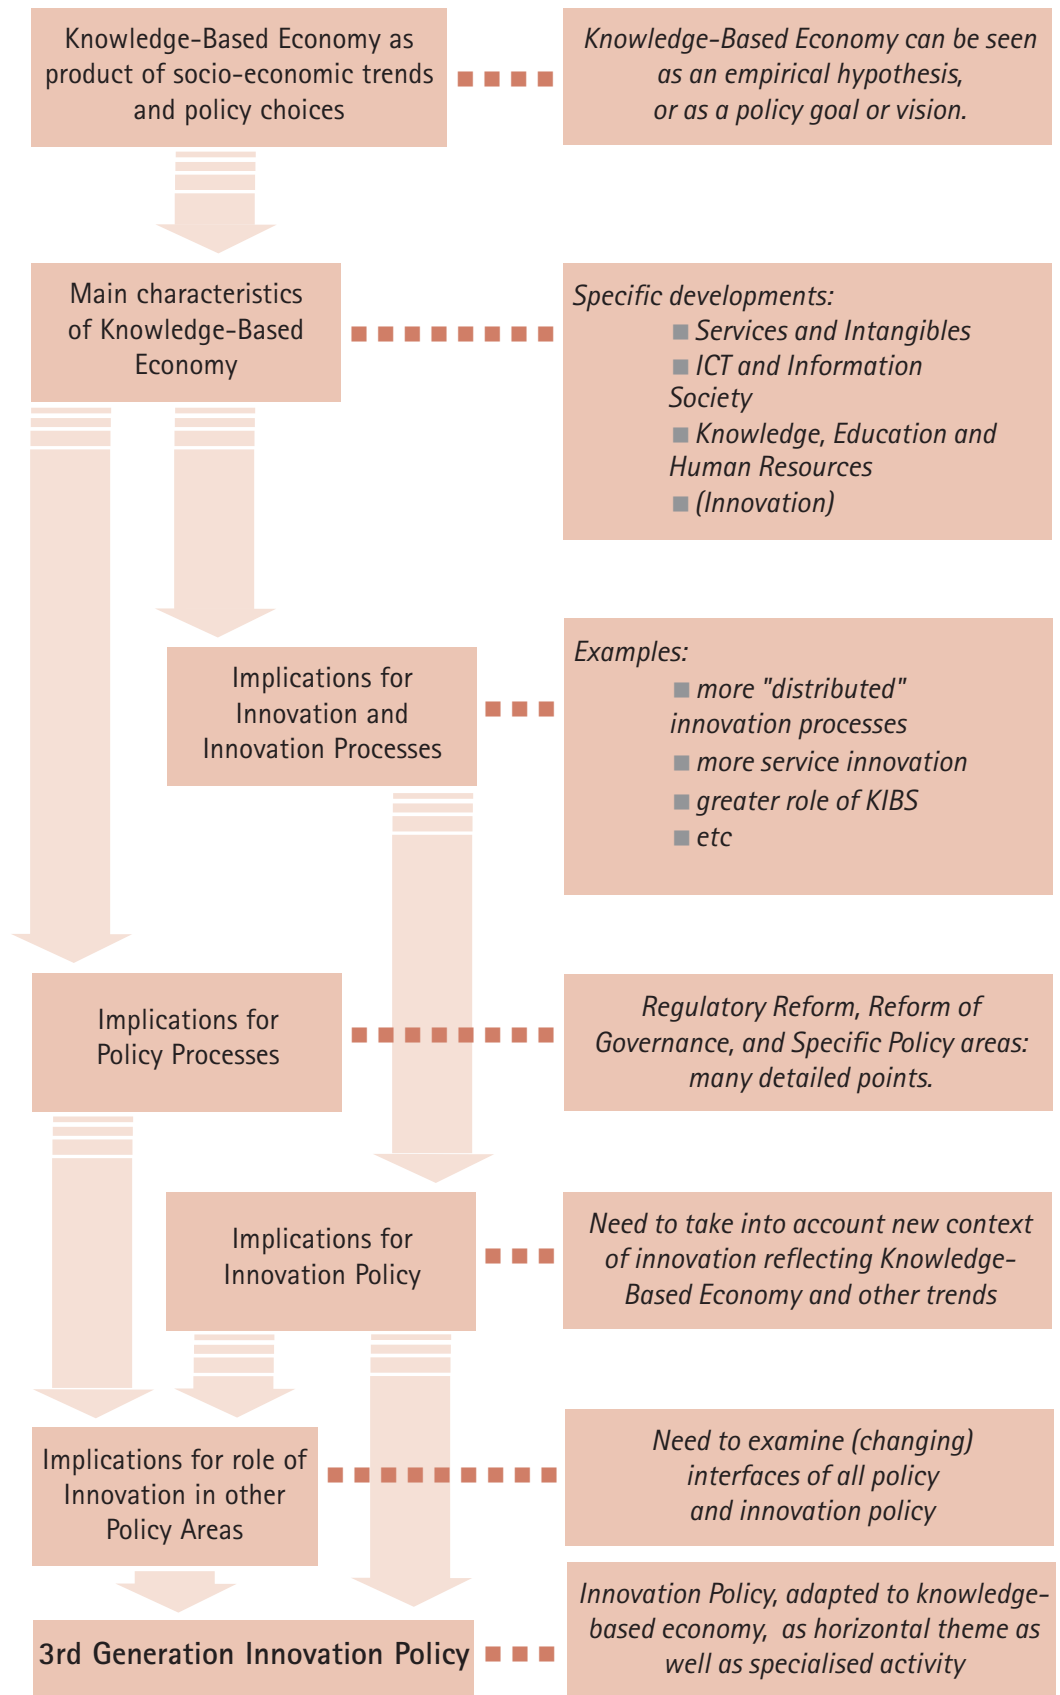 Knowledge-Based Economy as
product of socio-economic trends
and policy choices
Knowledge-Based Economy can be seen
as an empirical hypothesis,
or as a policy goal or vision.
Main characteristics
of Knowledge-Based
Economy
Specific developments:
■ Services and Intangibles
■ ICT and Information
Society
■ Knowledge, Education and
Human Resources
■ (Innovation)
Implications for
Innovation and
Innovation Processes
Examples:
■ more "distributed"
innovation processes
■ more service innovation
■ greater role of KIBS
■ etc
Implications for
Policy Processes
Regulatory Reform, Reform of
Governance, and Specific Policy areas:
many detailed points.
Implications for
Innovation Policy
Need to take into account new context
of innovation reflecting Knowledge-
Based Economy and other trends
Implications for role of
Innovation in other
Policy Areas
Need to examine (changing)
interfaces of all policy
and innovation policy
3rd Generation Innovation Policy
Innovation Policy, adapted to knowledge-
based economy, as horizontal theme as
well as specialised activity